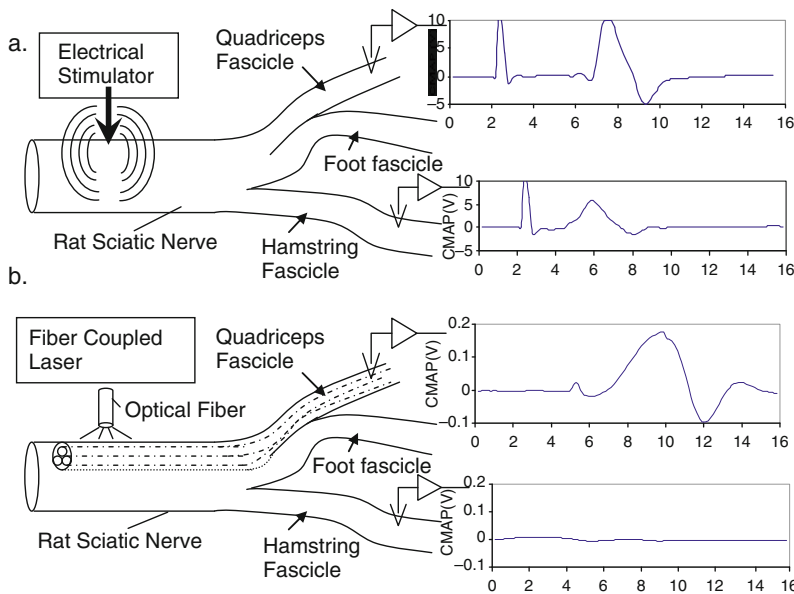 a.
Electrical
Stimulator
Quadriceps
Fascicle
Foot fascicle
Rat Sciatic Nerve
Hamstring
Fascicle
10
5
0
−5
0 2 4 6 8 10 12 14 16
CMAP(V)
10
5
0
−5
0 2 4 6 8 10 12 14 16
b.
Fiber Coupled
Laser
Optical Fiber
Quadriceps
Fascicle
Foot fascicle
Rat Sciatic Nerve
Hamstring
Fascicle
CMAP(V)
0.2
0.1
0
−0.1
0 2 4 6 8 10 12 14 16
CMAP(V)
0.2
0.1
0
−0.1
0 2 4 6 8 10 12 14 16